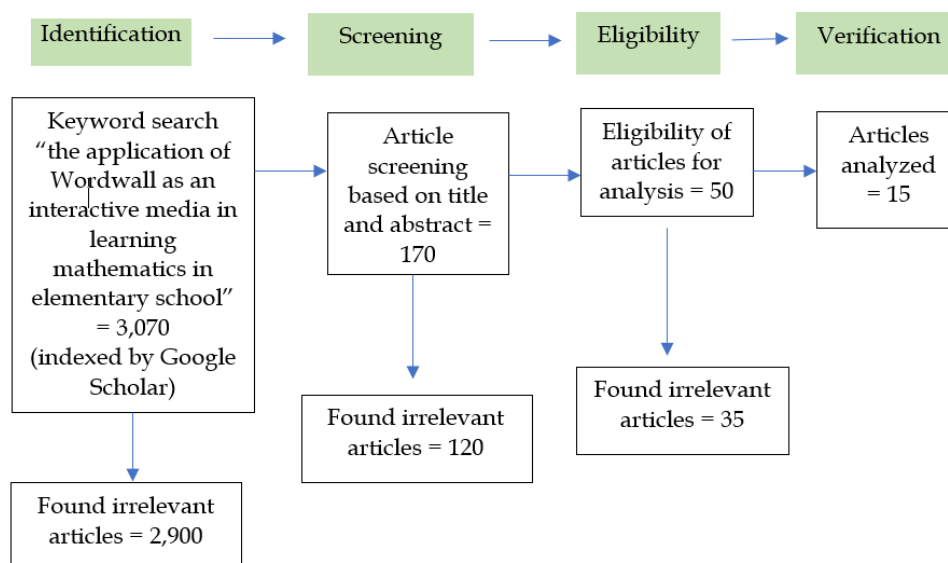 Identification
Screening
Eligibility
Verification
Keyword search
“the application of
Wordwall as an
interactive media in
learning
mathematics in
elementary school”
= 3,070
(indexed by Google
Scholar)
Article
screening
based on title
and abstract =
170
Eligibility of
articles for
analysis = 50
Articles
analyzed
= 15
Found irrelevant
articles = 2,900
Found irrelevant
articles = 120
Found irrelevant
articles = 35